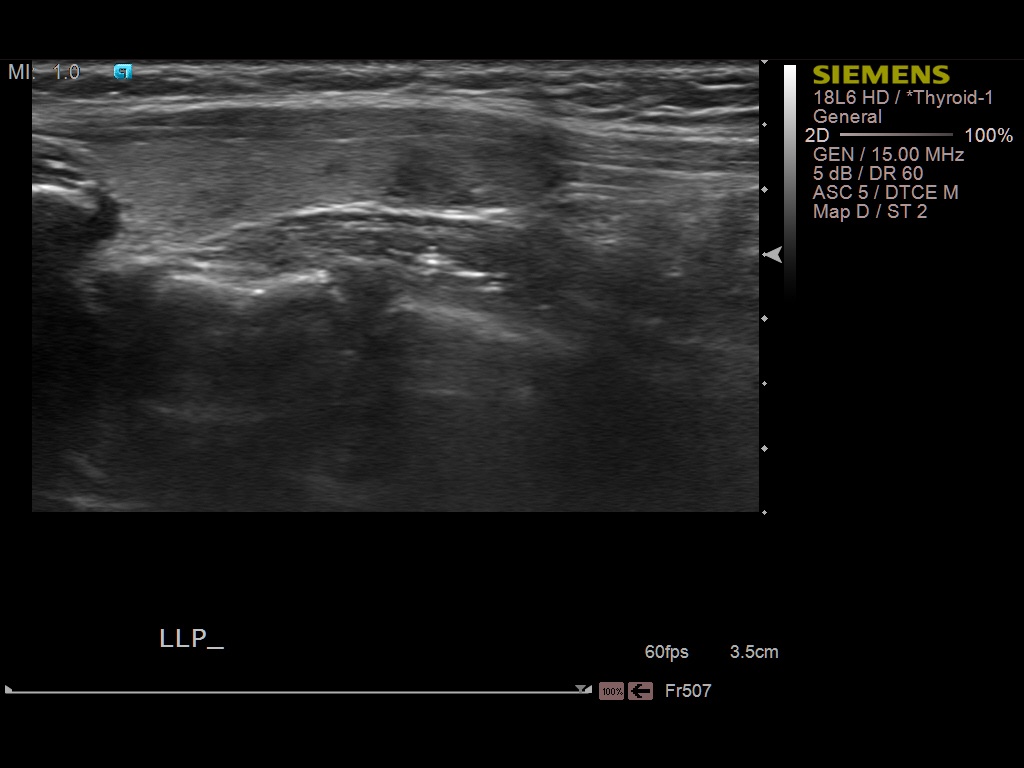 MI: 1.0
SIEMENS
18L6 HD / *Thyroid-1
General
2D 100%
GEN / 15.00 MHz
5 dB / DR 60
ASC 5 / DTCE M
Map D / ST 2
LLP_
60fps 3.5cm
100% Fr507